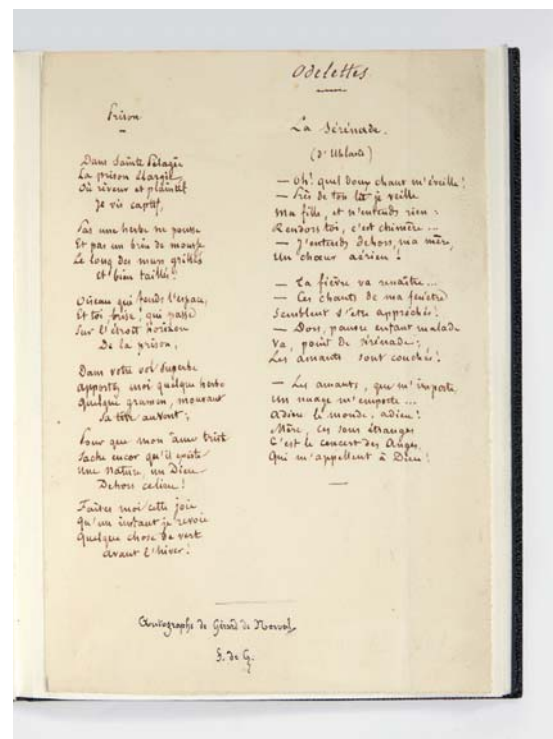 Odelettes
Prison
Dans Sainte Pélagie
La prison élargie,
Où rêveur et plaintif
Je vis captif,
Pas une herbe ne pousse
Et pas un brin de mousse
Le long des murs grillés
Et bien taillés!
Oiseau qui fends l'espace,
Et toi, brise! qui passe
Sur l'étroit horizon
De la prison,
Dans votre vol superbe
Apportez moi quelque herbe
Quelque gramen, mouvant
Sa tête au vent;
Pour que mon âme triste
Sache encor qu'il existe
Une nature, un Dieu
Dehors ce lieu!
Faites moi cette joie
Qu'un instant je revoie
Quelque chose de vert
Avant l'hiver!
La Sérénade.
(d'Uhland)
— Oh! quel doux chant m'éveille!
— Près de ton lit je veille
Ma fille, et n'entends rien:
Rendors toi, c'est chimère...
— J'entends dehors, ma mère,
Un chœur aérien!
— Ta fièvre va renaître...
— Ces chants de ma fenêtre
Semblent s'être approchés!
— Dors, pauvre enfant malade
Va, point de sérénade;
Les amants sont couchés!
— Les amants, que m'importe,
Un nuage m'emporte...
Adieu le monde, adieu!
Mère, ces sons étranges
C'est le concert des Anges,
Qui m'appellent à Dieu!
Autographe de Gérard de Nerval
de G.